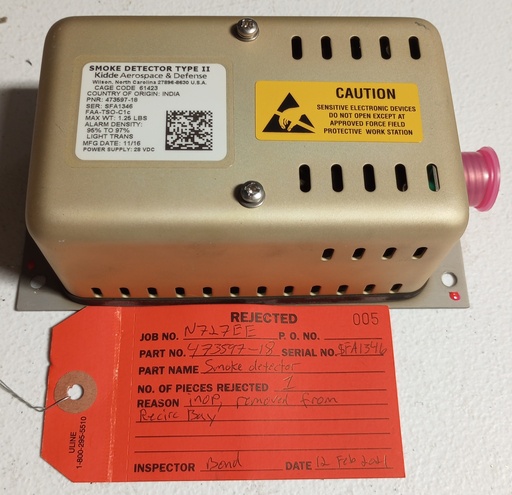 SMOKE DETECTOR TYPE II
Kidde Aerospace & Defense
Wilson, North Carolina 27896-8630 U.S.A.
CAGE CODE 61423
COUNTRY OF ORIGIN: INDIA
PNR: 473597-18
SER: SFA1346
FAA-TSO-C1c
MAX WT: 1.25 LBS
ALARM DENSITY:
96% TO 97%
LIGHT TRANS
MFG DATE: 11/16
POWER SUPPLY: 28 VDC
CAUTION
SENSITIVE ELECTRONIC DEVICES
DO NOT OPEN EXCEPT AT
APPROVED FORCE FIELD
PROTECTIVE WORK STATION
REJECTED 005
JOB NO. N727EE P.O. NO.
PART NO. 473597-18 SERIAL NO. SFA1346
PART NAME Smoke detector
NO. OF PIECES REJECTED 1
REASON inop, removed from
Recirc Bay
INSPECTOR Bond DATE 12 Feb 2021
ULINE
1-800-295-5510